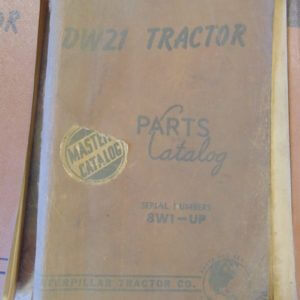 DW21 TRACTOR
PARTS
Catalog
MASTER
CATALOG
SERIAL NUMBERS
8W1-UP
CATERPILLAR TRACTOR CO.